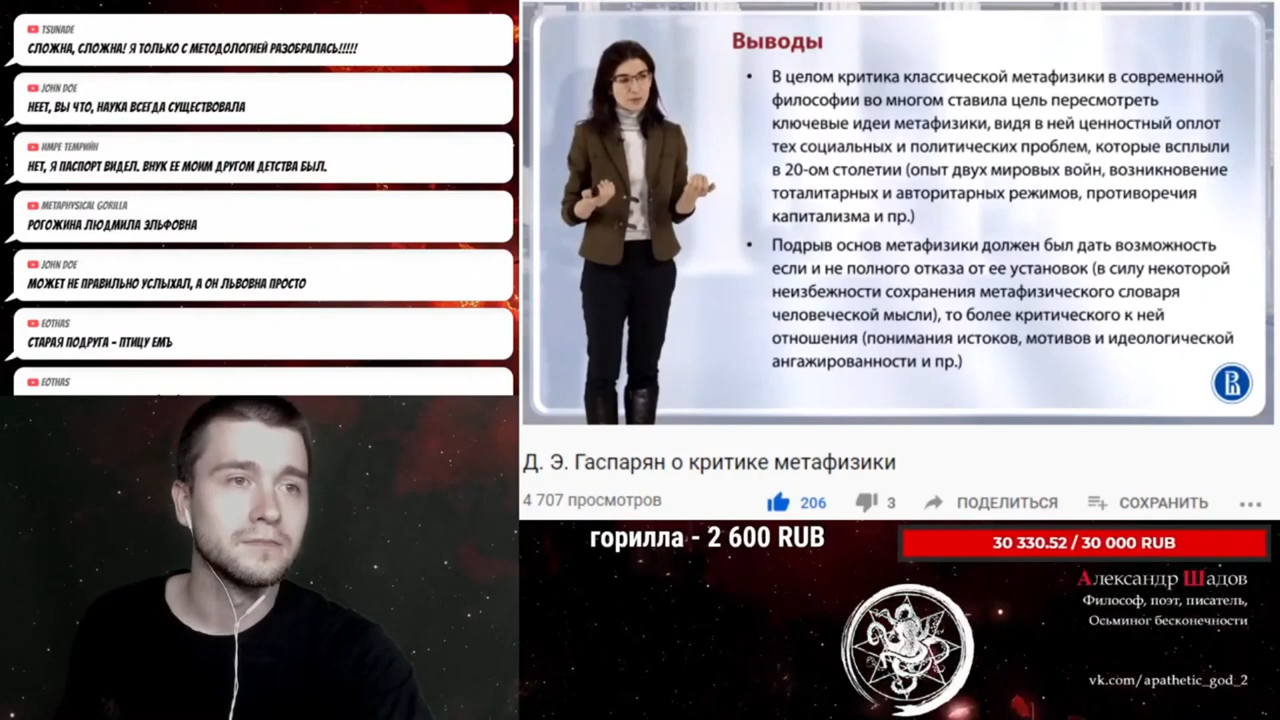 TSUNADE
СЛОЖНА, СЛОЖНА! Я ТОЛЬКО С МЕТОДОЛОГИЕЙ РАЗОБРАЛАСЬ!!!!!
JOHN DOE
НЕЕТ, ВЫ ЧТО, НАУКА ВСЕГДА СУЩЕСТВОВАЛА
ИМРЕ ТЕМРИЙН
НЕТ, Я ПАСПОРТ ВИДЕЛ. ВНУК ЕЕ МОИМ ДРУГОМ ДЕТСТВА БЫЛ.
METAPHYSICAL GORILLA
РОГОЖИНА ЛЮДМИЛА ЭЛЬФОВНА
JOHN DOE
МОЖЕТ НЕ ПРАВИЛЬНО УСЛЫХАЛ, А ОН ЛЬВОВНА ПРОСТО
EOTHAS
СТАРАЯ ПОДРУГА - ПТИЦУ ЕМЪ
EOTHAS
Выводы
• В целом критика классической метафизики в современной
философии во многом ставила цель пересмотреть
ключевые идеи метафизики, видя в ней ценностный оплот
тех социальных и политических проблем, которые всплыли
в 20-ом столетии (опыт двух мировых войн, возникновение
тоталитарных и авторитарных режимов, противоречия
капитализма и пр.)
• Подрыв основ метафизики должен был дать возможность
если и не полного отказа от ее установок (в силу некоторой
неизбежности сохранения метафизического словаря
человеческой мысли), то более критического к ней
отношения (понимания истоков, мотивов и идеологической
ангажированности и пр.)
Д. Э. Гаспарян о критике метафизики
4 707 просмотров
206
3
ПОДЕЛИТЬСЯ
СОХРАНИТЬ
горилла - 2 600 RUB
30 330.52 / 30 000 RUB
Александр Шадов
Философ, поэт, писатель,
Осьминог бесконечности
vk.com/apathetic_god_2